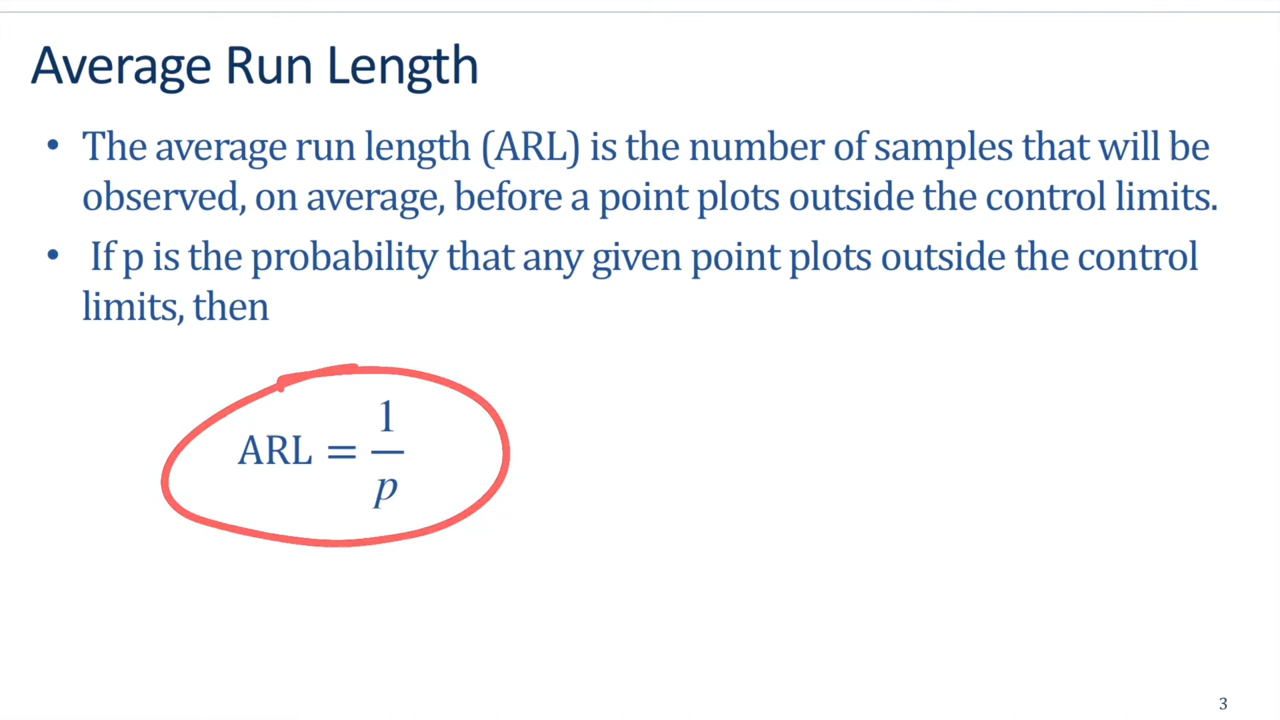 Average Run Length
• The average run length (ARL) is the number of samples that will be
observed, on average, before a point plots outside the control limits.
• If p is the probability that any given point plots outside the control
limits, then
ARL = 1/p
3